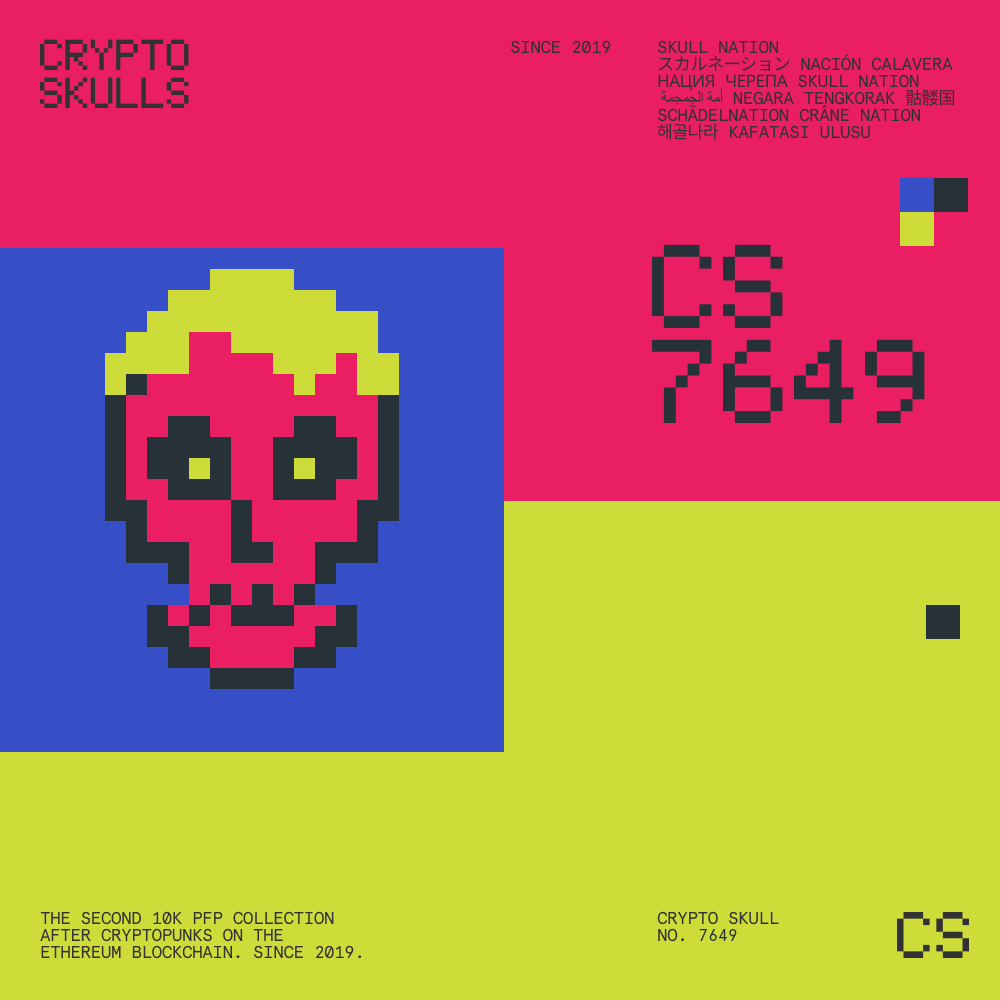 CRYPTO
SKULLS
SINCE 2019
SKULL NATION
スカルネーション NACIÓN CALAVERA
НАЦИЯ ЧЕРЕПА SKULL NATION
أمة الجمجمة NEGARA TENGKORAK 骷髅国
SCHÄDELNATION CRÂNE NATION
해골나라 KAFATASI ULUSU
CS
7649
THE SECOND 10K PFP COLLECTION
AFTER CRYPTOPUNKS ON THE
ETHEREUM BLOCKCHAIN. SINCE 2019.
CRYPTO SKULL
NO. 7649
CS